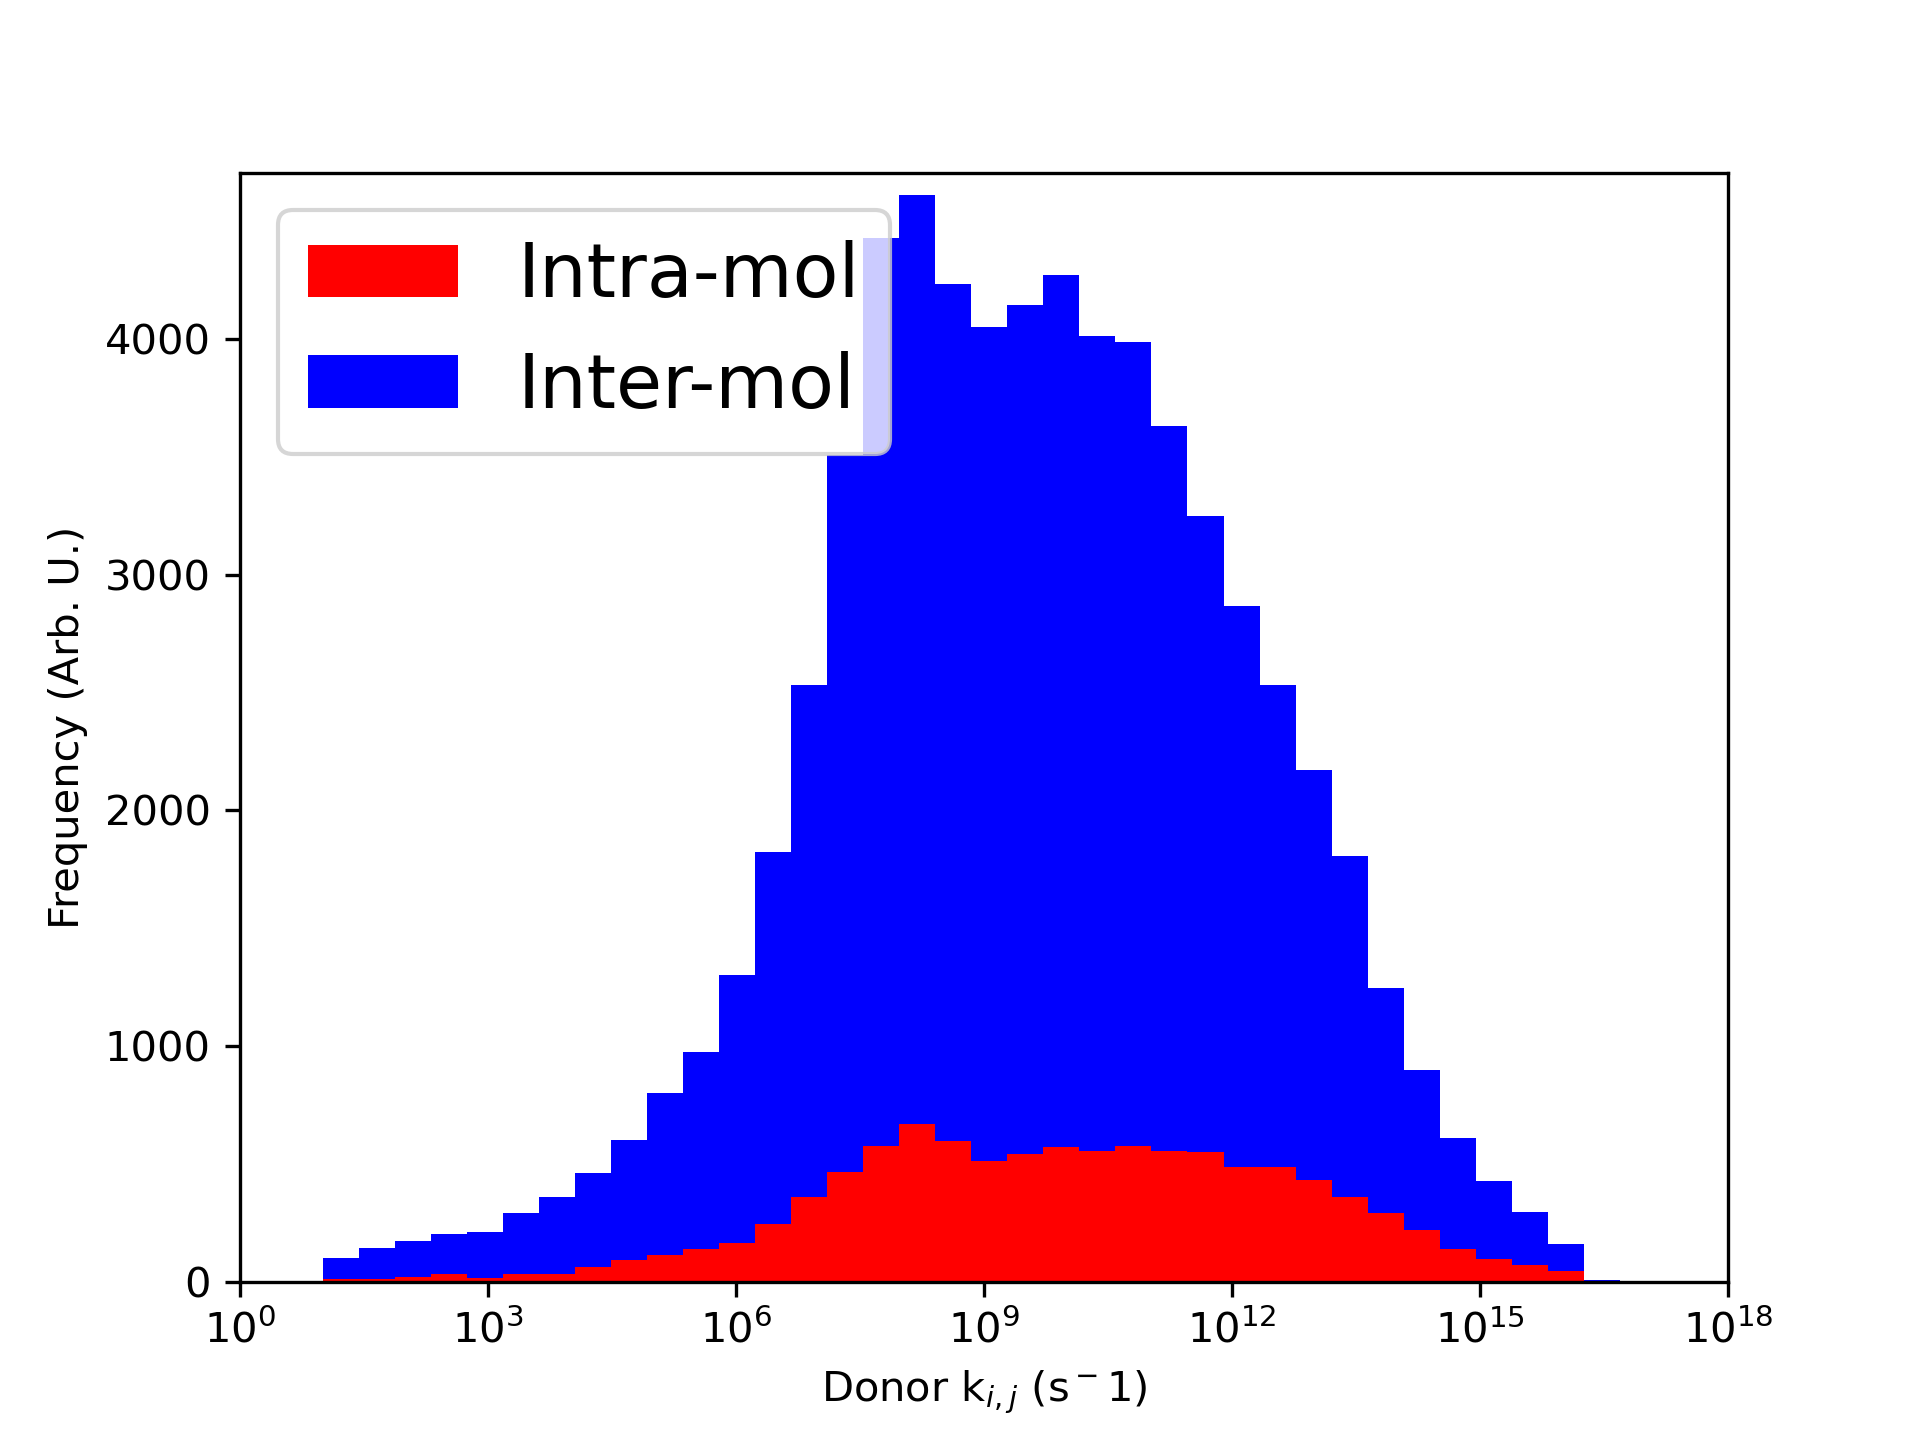 Intra-mol
Inter-mol
4000
3000
2000
1000
0
Frequency (Arb. U.)
10⁰ 10³ 10⁶ 10⁹ 10¹² 10¹⁵ 10¹⁸
Donor kᵢ,ⱼ (s⁻1)